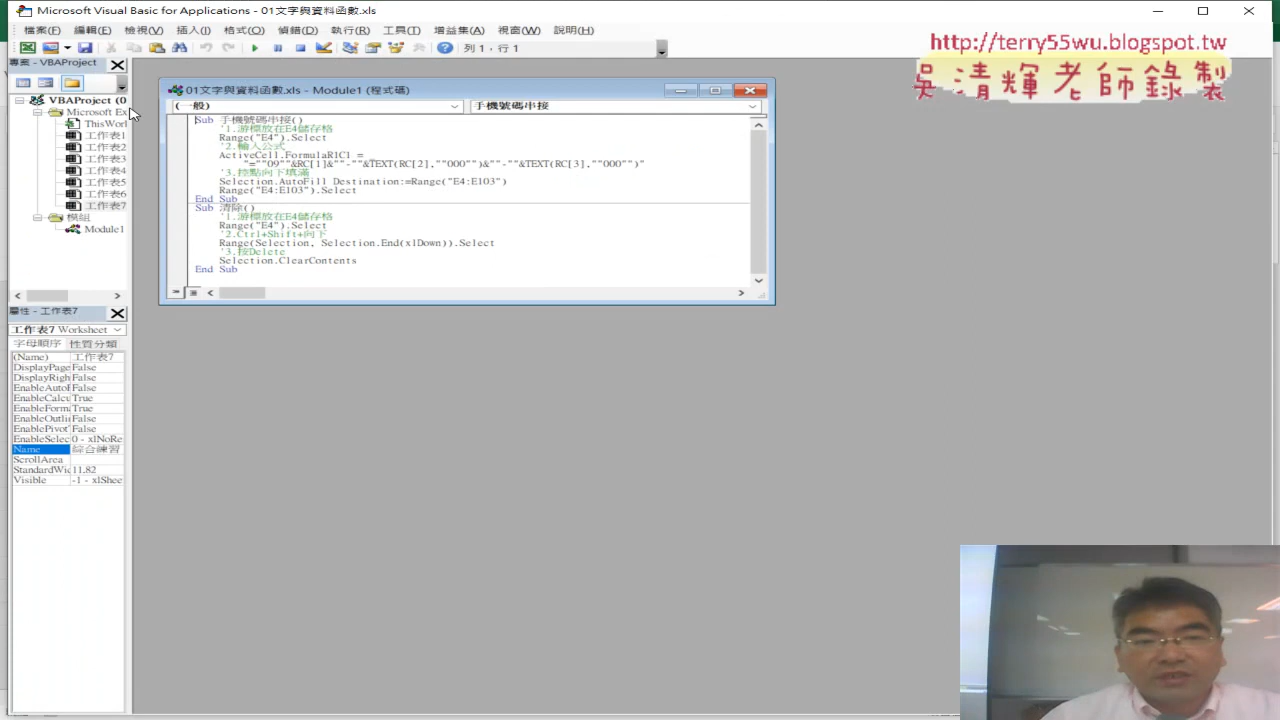 Microsoft Visual Basic for Applications - 01文字與資料函數.xls
檔案(F) 編輯(E) 檢視(V) 插入(I) 格式(O) 偵錯(D) 執行(R) 工具(T) 增益集(A) 視窗(W) 說明(H)
列 1，行 1
http://terry55wu.blogspot.tw
吳清輝老師錄製
專案 - VBAProject
VBAProject (0
Microsoft Ex
ThisWor
工作表1
工作表2
工作表3
工作表4
工作表5
工作表6
工作表7
模組
Module1
屬性 - 工作表7
工作表7 Worksheet
字母順序 性質分類
(Name) 工作表7
DisplayPage False
DisplayRigh False
EnableAutoF False
EnableCalcu True
EnableForma True
EnableOutli False
EnablePivot False
EnableSelec 0 - xlNoRe
Name 綜合練習
ScrollArea
StandardWid 11.82
Visible -1 - xlShee
01文字與資料函數.xls - Module1 (程式碼)
(一般) 手機號碼串接
Sub 手機號碼串接()
'1.游標放在E4儲存格
Range("E4").Select
'2.輸入公式
ActiveCell.FormulaR1C1 = _
"=""09""&RC[1]&""-""&TEXT(RC[2],""000"")&""-""&TEXT(RC[3],""000"")"
'3.控點向下填滿
Selection.AutoFill Destination:=Range("E4:E103")
Range("E4:E103").Select
End Sub
Sub 清除()
'1.游標放在E4儲存格
Range("E4").Select
'2.Ctrl+Shift+向下
Range(Selection, Selection.End(xlDown)).Select
'3.按Delete
Selection.ClearContents
End Sub